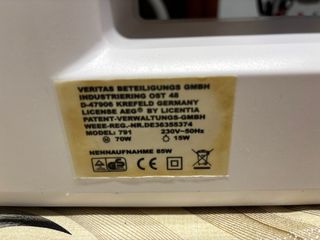 VERITAS BETEILIGUNGS GMBH
INDUSTRIERING OST 46
D-47906 KREFELD GERMANY
LICENSE AEG® BY LICENTIA
PATENT-VERWALTUNGS-GMBH
WEEE-REG.-NR.DE36355374
MODEL: 791 230V~50Hz
M 70W 15W
NENNAUFNAHME 85W
CE